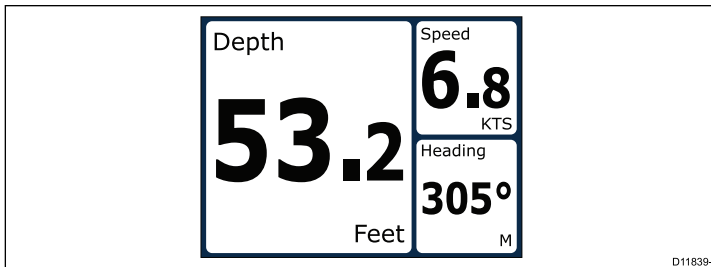 Depth
53.2
Feet
Speed
6.8
KTS
Heading
305°
M
D11839-